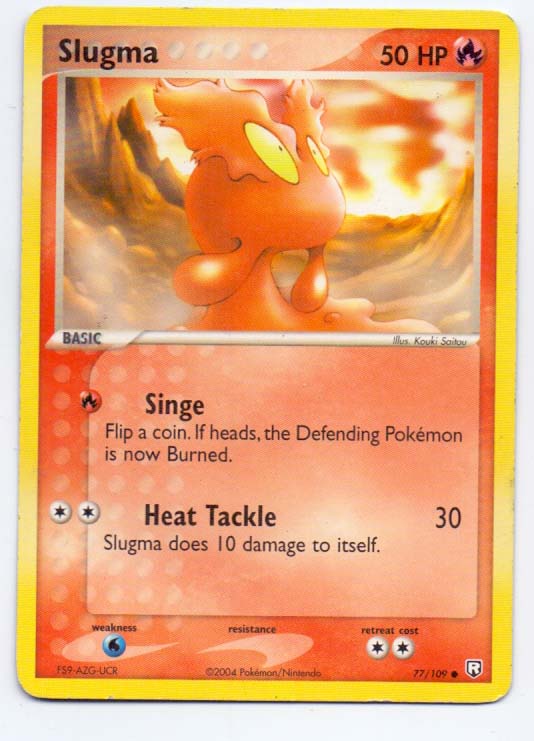 Slugma
50 HP
BASIC
Illus. Kouki Saitou
Singe
Flip a coin. If heads, the Defending Pokémon
is now Burned.
Heat Tackle 30
Slugma does 10 damage to itself.
weakness resistance retreat cost
FS9-AZG-UCR
©2004 Pokémon/Nintendo
77/109 ●
R